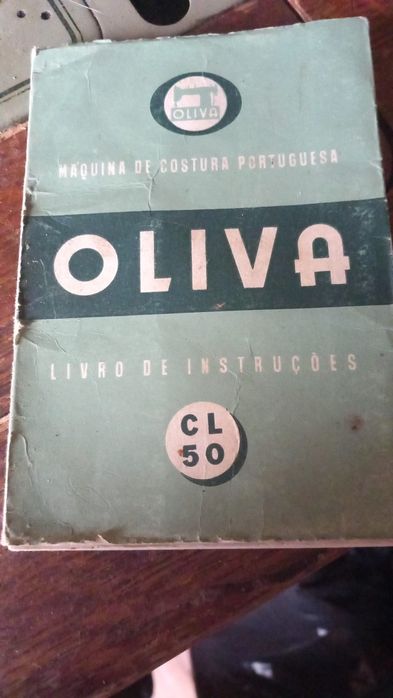 OLIVA
MAQUINA DE COSTURA PORTUGUESA
OLIVA
LIVRO DE INSTRUÇÕES
CL
50